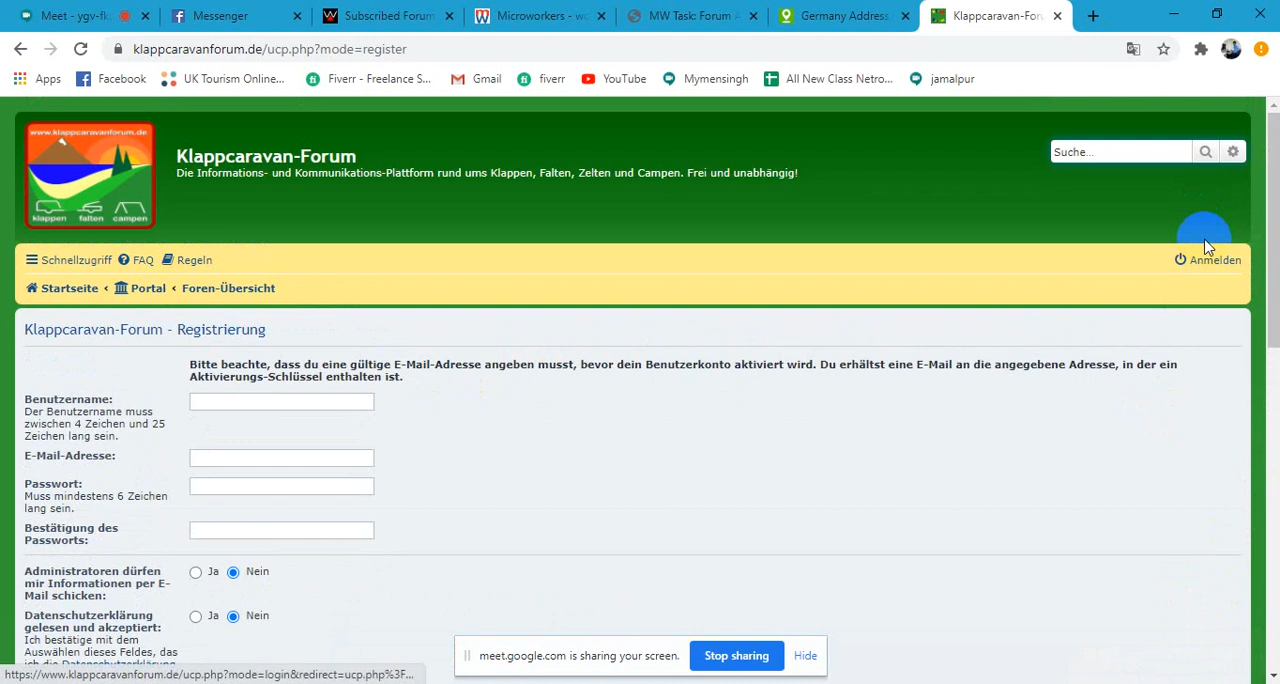 Meet - ygv-fk
Messenger
Subscribed Forum
Microworkers - wo
MW Task: Forum A
Germany Address
Klappcaravan-Foru
klappcaravanforum.de/ucp.php?mode=register
Apps
Facebook
UK Tourism Online...
Fiverr - Freelance S...
Gmail
fiverr
YouTube
Mymensingh
All New Class Netro...
jamalpur
www.klappcaravanforum.de
klappen falten campen
Klappcaravan-Forum
Die Informations- und Kommunikations-Plattform rund ums Klappen, Falten, Zelten und Campen. Frei und unabhängig!
Suche...
Schnellzugriff FAQ Regeln
Anmelden
Startseite ‹ Portal ‹ Foren-Übersicht
Klappcaravan-Forum - Registrierung
Bitte beachte, dass du eine gültige E-Mail-Adresse angeben musst, bevor dein Benutzerkonto aktiviert wird. Du erhältst eine E-Mail an die angegebene Adresse, in der ein
Aktivierungs-Schlüssel enthalten ist.
Benutzername:
Der Benutzername muss
zwischen 4 Zeichen und 25
Zeichen lang sein.
E-Mail-Adresse:
Passwort:
Muss mindestens 6 Zeichen
lang sein.
Bestätigung des
Passworts:
Administratoren dürfen
mir Informationen per E-
Mail schicken:
Ja Nein
Datenschutzerklärung
gelesen und akzeptiert:
Ja Nein
Ich bestätige mit dem
Auswählen dieses Feldes, das
ich die Datenschutzerklärung
meet.google.com is sharing your screen.
Stop sharing
Hide
https://www.klappcaravanforum.de/ucp.php?mode=login&redirect=ucp.php%3F...